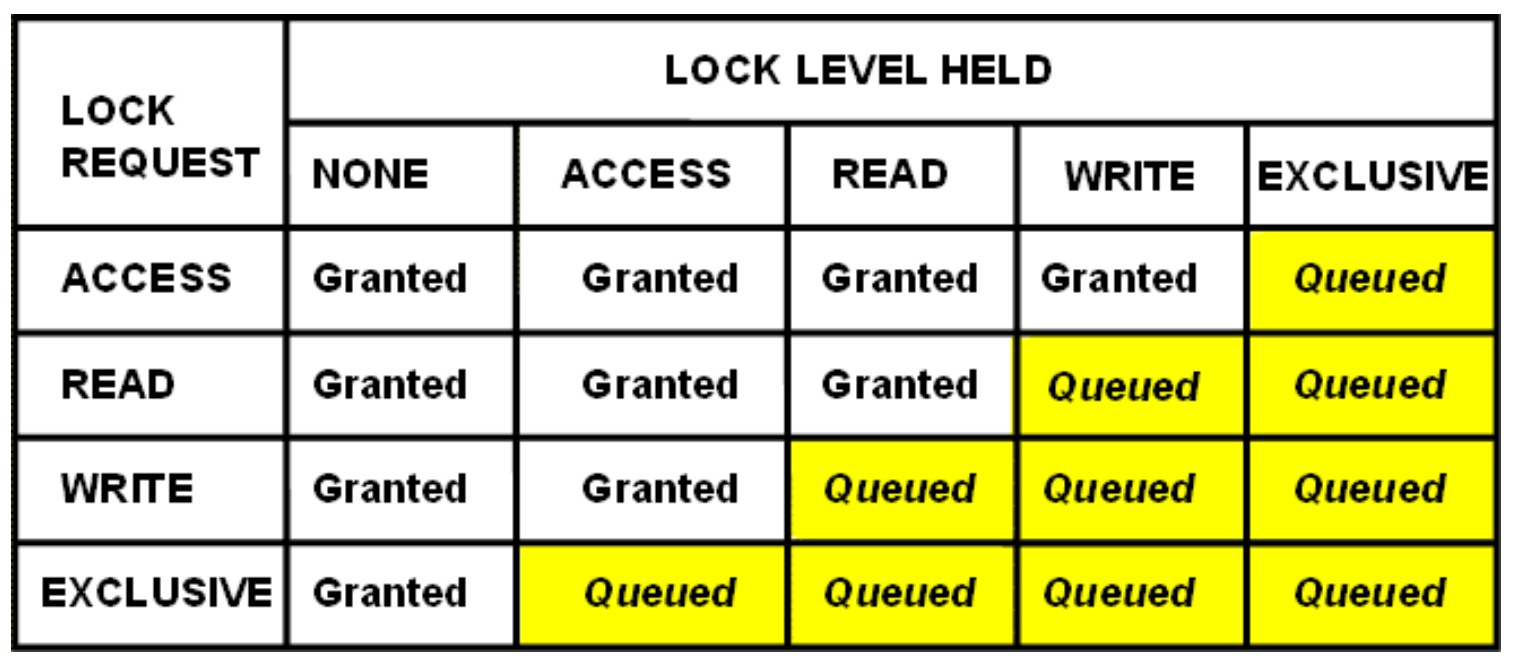 LOCK LEVEL HELD
LOCK
REQUEST
NONE ACCESS READ WRITE EXCLUSIVE
ACCESS Granted Granted Granted Granted Queued
READ Granted Granted Granted Queued Queued
WRITE Granted Granted Queued Queued Queued
EXCLUSIVE Granted Queued Queued Queued Queued